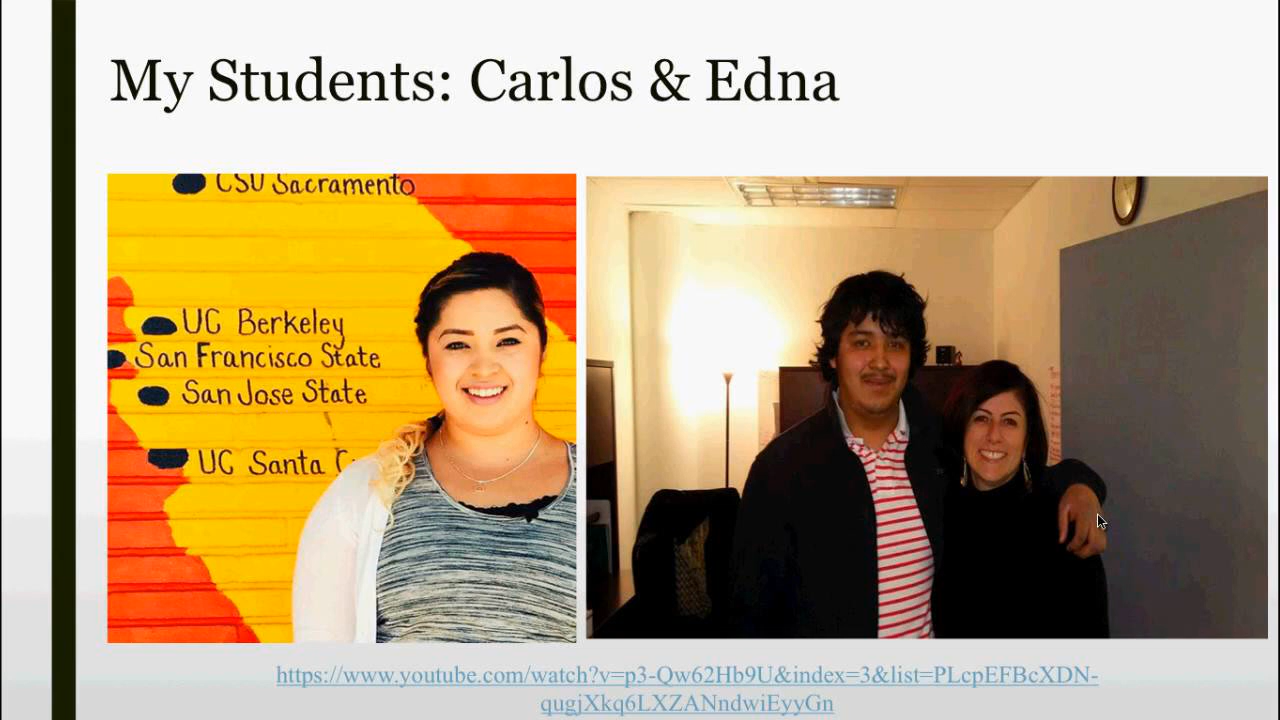 My Students: Carlos & Edna
CSU Sacramento
UC Berkeley
San Francisco State
San Jose State
UC Santa C
https://www.youtube.com/watch?v=p3-Qw62Hb9U&index=3&list=PLcpEFBcXDN-
qugjXkq6LXZANndwiEyyGn